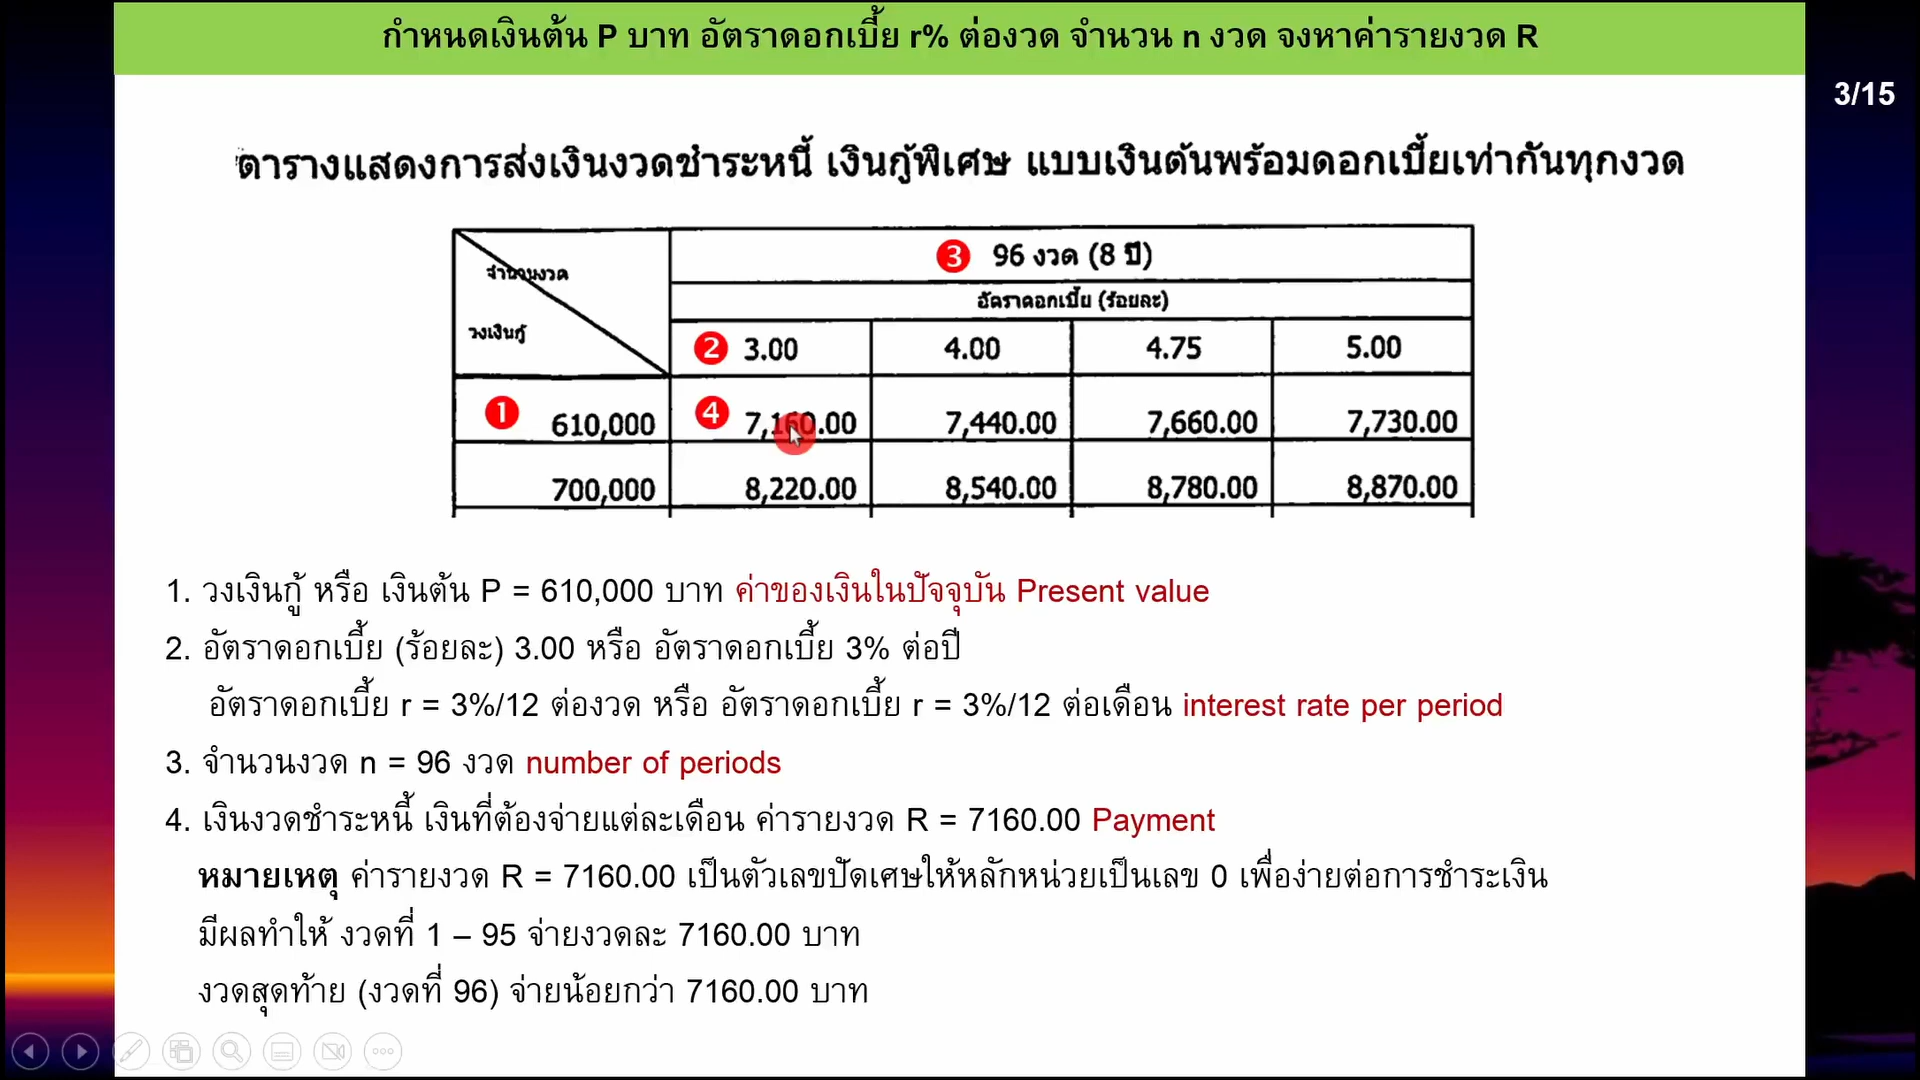 กำหนดเงินต้น P บาท อัตราดอกเบี้ย r% ต่องวด จำนวน n งวด จงหาค่ารายงวด R
3/15
ตารางแสดงการส่งเงินงวดชำระหนี้ เงินกู้พิเศษ แบบเงินต้นพร้อมดอกเบี้ยเท่ากันทุกงวด
จำนวนงวด
วงเงินกู้
3 96 งวด (8 ปี)
อัตราดอกเบี้ย (ร้อยละ)
2 3.00 4.00 4.75 5.00
1 610,000 4 7,160.00 7,440.00 7,660.00 7,730.00
700,000 8,220.00 8,540.00 8,780.00 8,870.00
1. วงเงินกู้ หรือ เงินต้น P = 610,000 บาท ค่าของเงินในปัจจุบัน Present value
2. อัตราดอกเบี้ย (ร้อยละ) 3.00 หรือ อัตราดอกเบี้ย 3% ต่อปี
อัตราดอกเบี้ย r = 3%/12 ต่องวด หรือ อัตราดอกเบี้ย r = 3%/12 ต่อเดือน interest rate per period
3. จำนวนงวด n = 96 งวด number of periods
4. เงินงวดชำระหนี้ เงินที่ต้องจ่ายแต่ละเดือน ค่ารายงวด R = 7160.00 Payment
หมายเหตุ ค่ารายงวด R = 7160.00 เป็นตัวเลขปัดเศษให้หลักหน่วยเป็นเลข 0 เพื่อง่ายต่อการชำระเงิน
มีผลทำให้ งวดที่ 1 – 95 จ่ายงวดละ 7160.00 บาท
งวดสุดท้าย (งวดที่ 96) จ่ายน้อยกว่า 7160.00 บาท